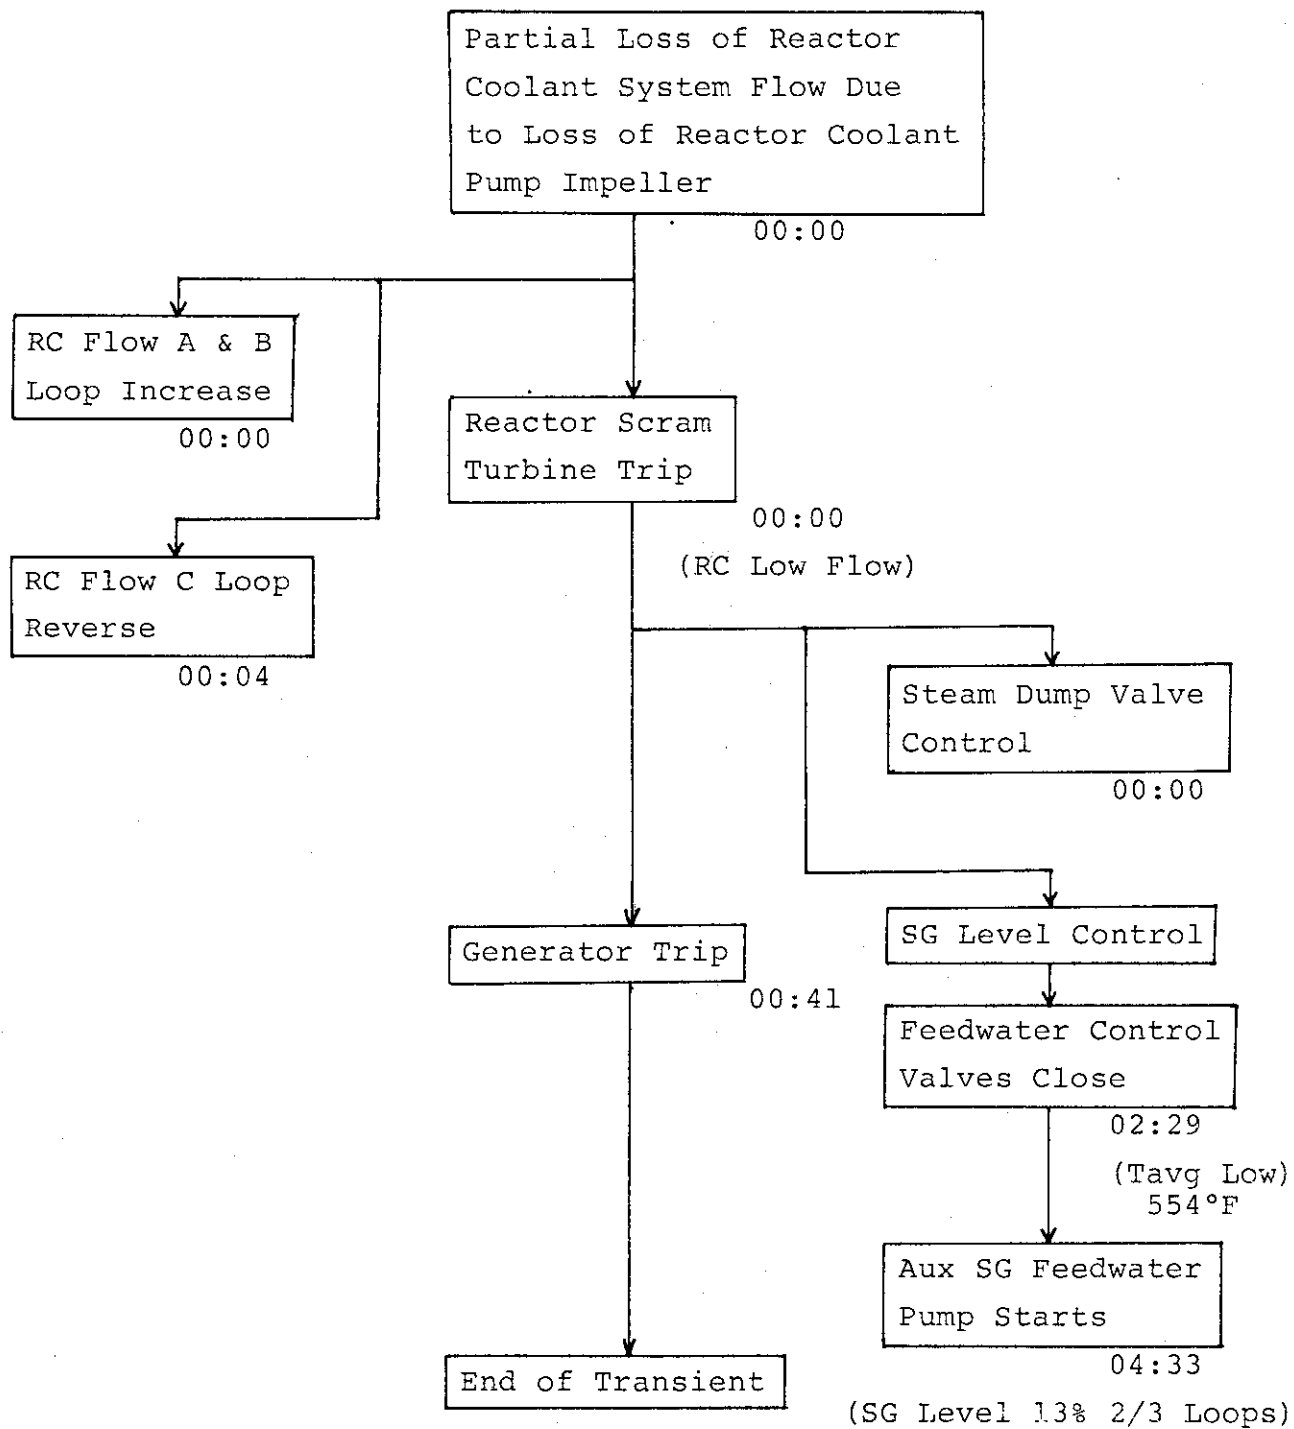 Partial Loss of Reactor
Coolant System Flow Due
to Loss of Reactor Coolant
Pump Impeller
00:00
RC Flow A & B
Loop Increase
00:00
Reactor Scram
Turbine Trip
00:00
(RC Low Flow)
RC Flow C Loop
Reverse
00:04
Steam Dump Valve
Control
00:00
SG Level Control
Generator Trip
00:41
Feedwater Control
Valves Close
02:29
(Tavg Low)
554°F
Aux SG Feedwater
Pump Starts
04:33
(SG Level 13% 2/3 Loops)
End of Transient